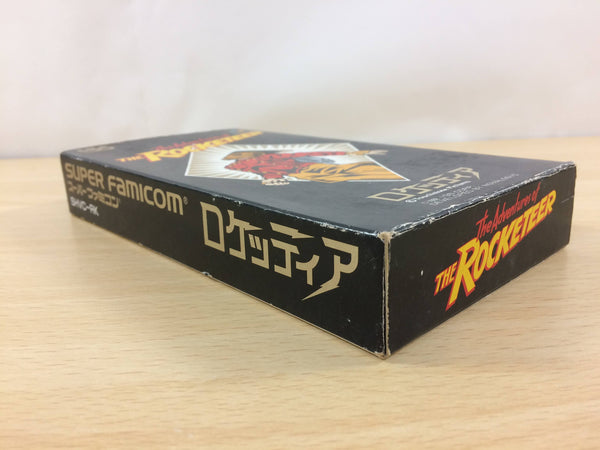 THE ROCKETEER
ロケッティア
SUPER FAMICOM®
スーパーファミコン®
SHVC-RK
ロケッティア
The Adventures of
THE ROCKETEER